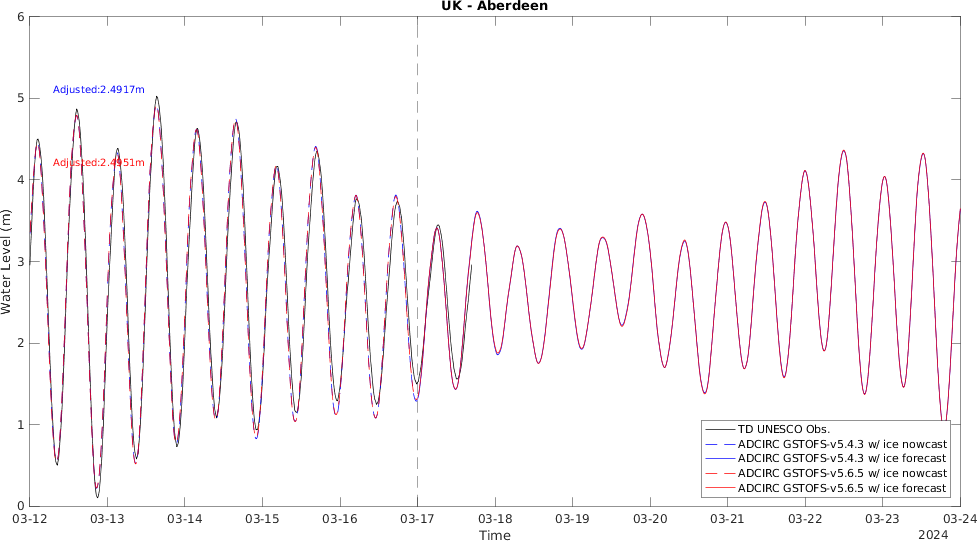 UK - Aberdeen
6
5
4
3
2
1
0
Water Level (m)
Adjusted:2.4917m
Adjusted:2.4951m
TD UNESCO Obs.
ADCIRC GSTOFS-v5.4.3 w/ ice nowcast
ADCIRC GSTOFS-v5.4.3 w/ ice forecast
ADCIRC GSTOFS-v5.6.5 w/ ice nowcast
ADCIRC GSTOFS-v5.6.5 w/ ice forecast
03-12 03-13 03-14 03-15 03-16 03-17 03-18 03-19 03-20 03-21 03-22 03-23 03-24
Time
2024